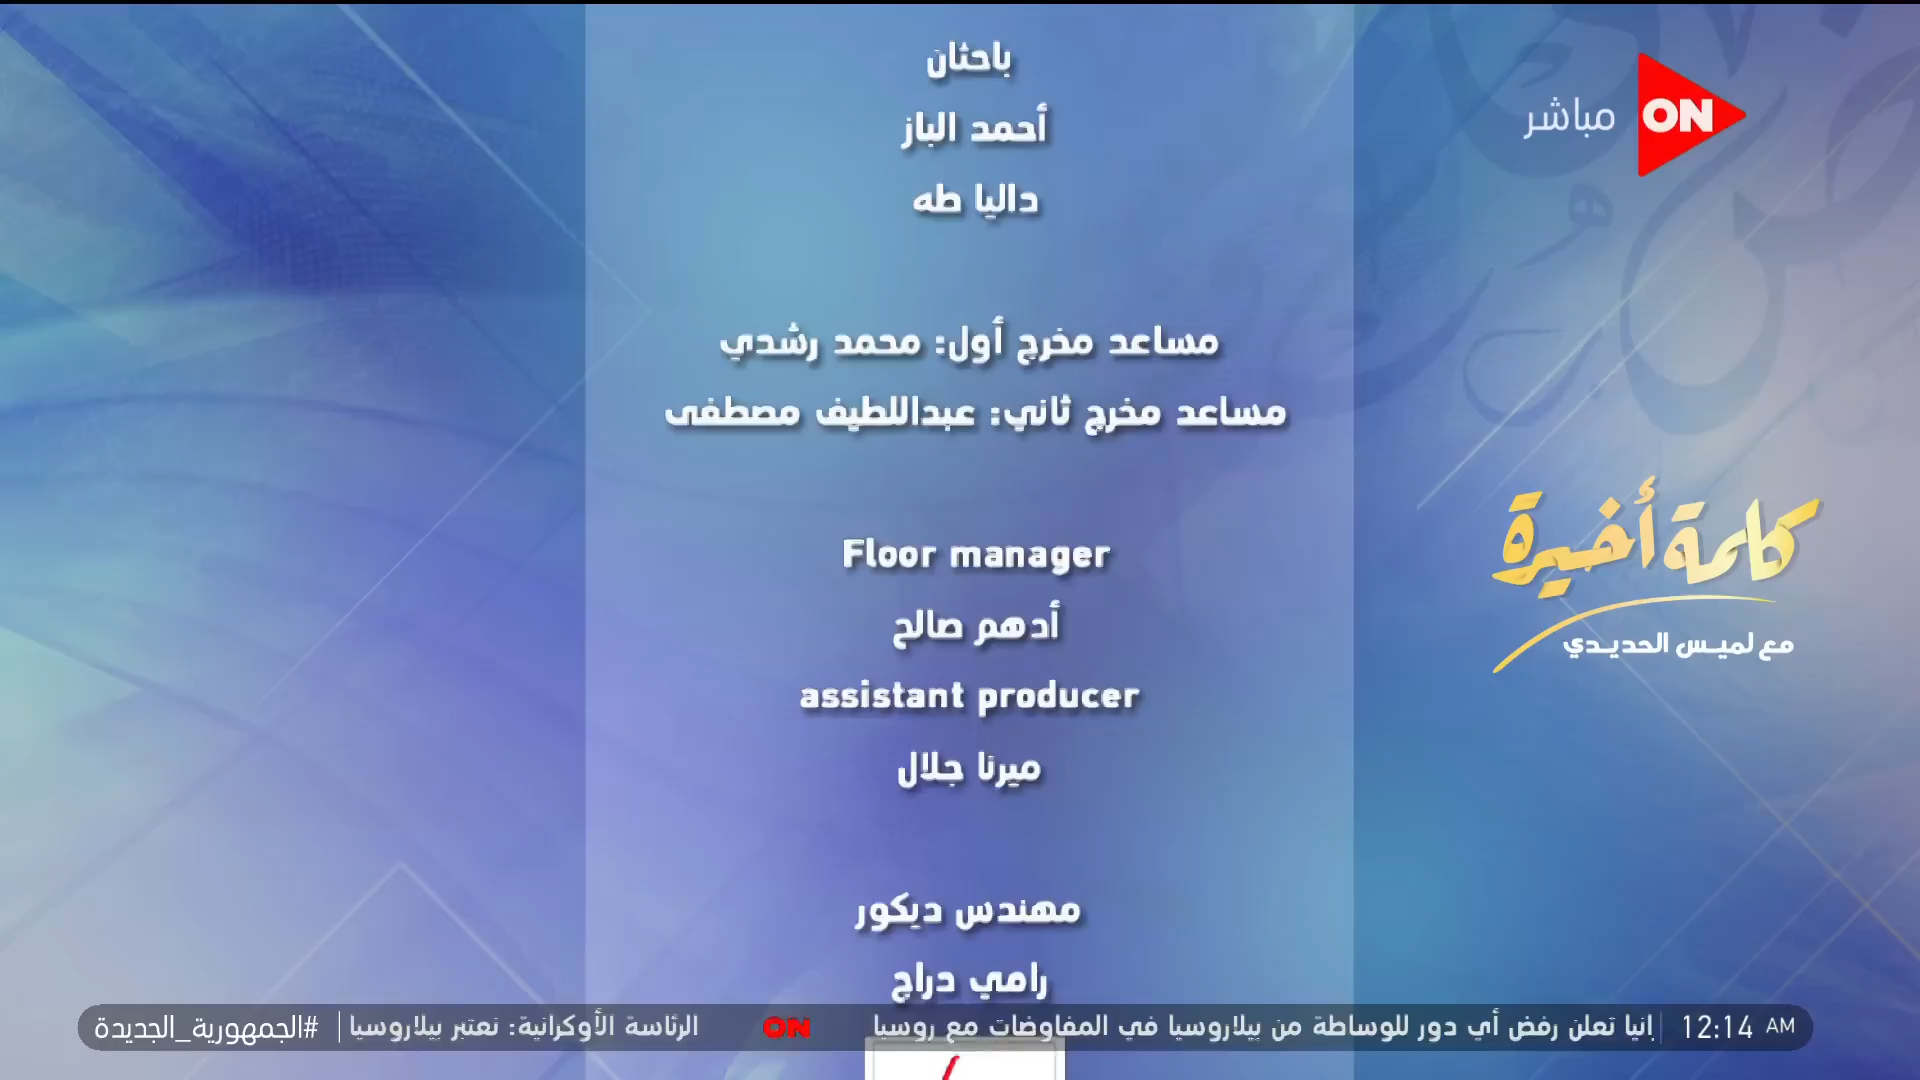 باحثان
أحمد الباز
داليا طه
مساعد مخرج أول: محمد رشدي
مساعد مخرج ثاني: عبداللطيف مصطفى
Floor manager
أدهم صالح
assistant producer
ميرنا جلال
مهندس ديكور
رامي دراج
مباشر ON
كلمة أخيرة
مع لميس الحديدي
12:14 AM
إنيا تعلن رفض أي دور للوساطة من بيلاروسيا في المفاوضات مع روسيا ON الرئاسة الأوكرانية: نعتبر بيلاروسيا
#الجمهورية_الجديدة